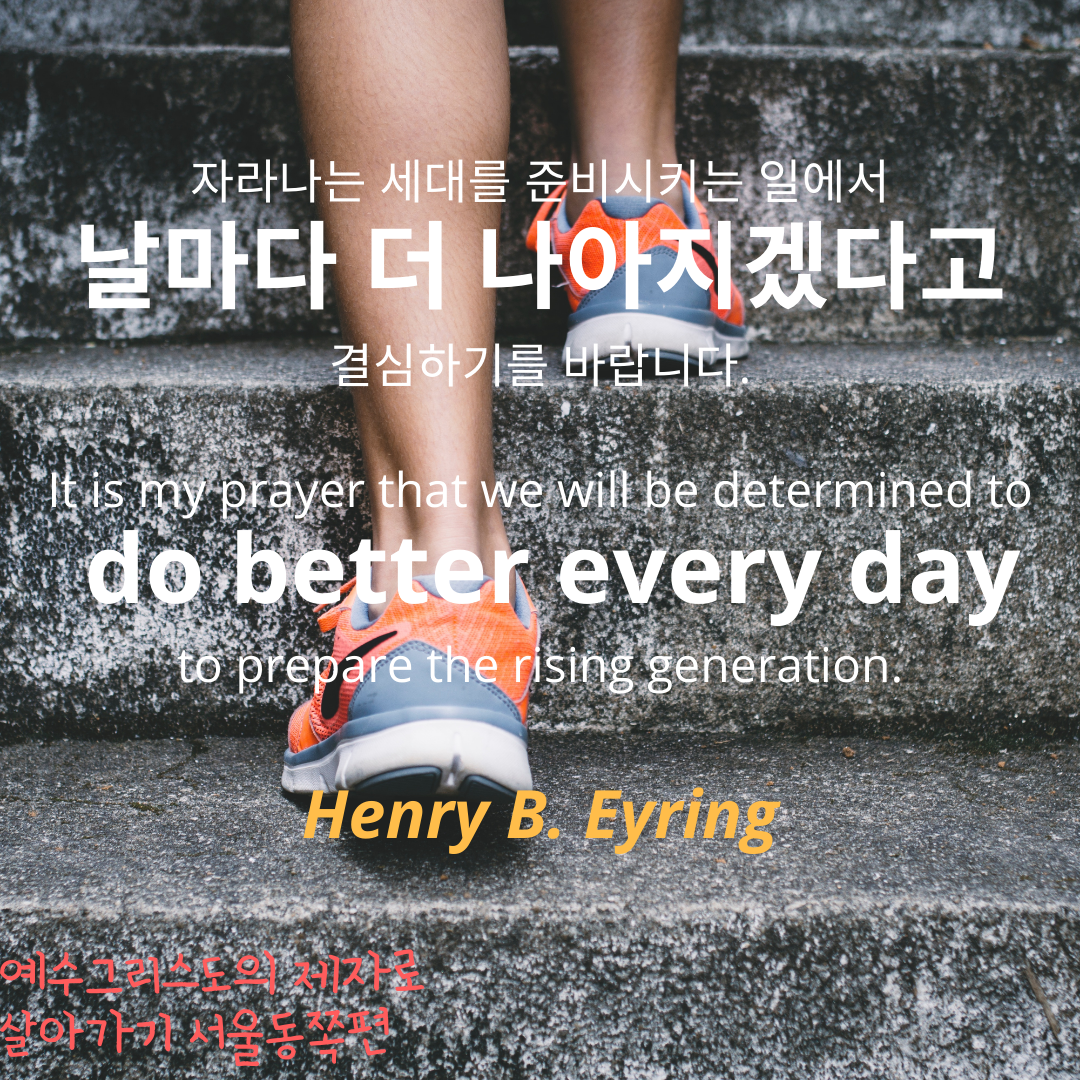 자라나는 세대를 준비시키는 일에서
날마다 더 나아지겠다고
결심하기를 바랍니다.
It is my prayer that we will be determined to
do better every day
to prepare the rising generation.
Henry B. Eyring
예수그리스도의 제자로
살아가기 서울동쪽편